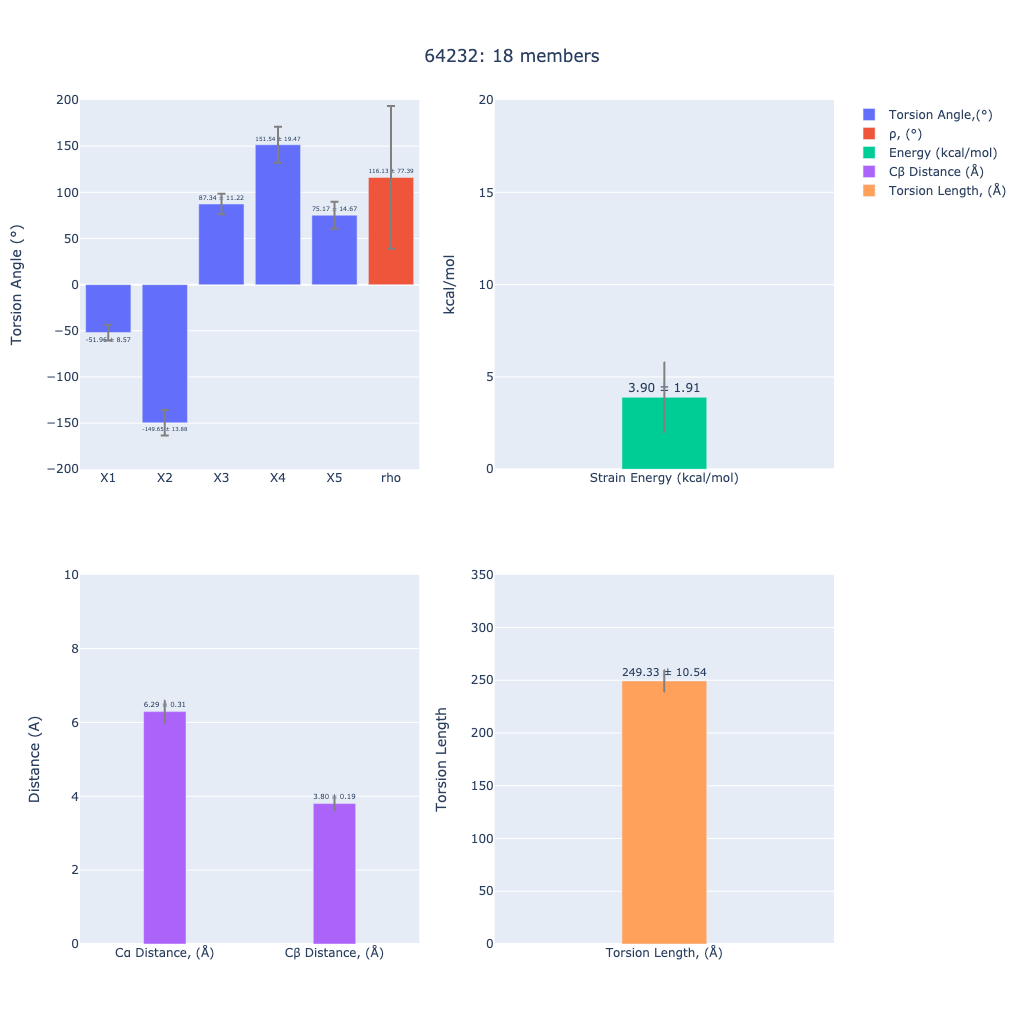 64232: 18 members
Torsion Angle (°)
200
150
100
50
0
−50
−100
−150
−200
-51.96 ± 8.57
-149.65 ± 13.88
87.34 ± 11.22
151.54 ± 19.47
75.17 ± 14.67
116.13 ± 77.39
X1 X2 X3 X4 X5 rho
kcal/mol
20
15
10
5
0
3.90 ± 1.91
Strain Energy (kcal/mol)
Torsion Angle,(°)
ρ, (°)
Energy (kcal/mol)
Cβ Distance (Å)
Torsion Length, (Å)
Distance (A)
10
8
6
4
2
0
6.29 ± 0.31
3.80 ± 0.19
Cα Distance, (Å) Cβ Distance, (Å)
Torsion Length
350
300
250
200
150
100
50
0
249.33 ± 10.54
Torsion Length, (Å)